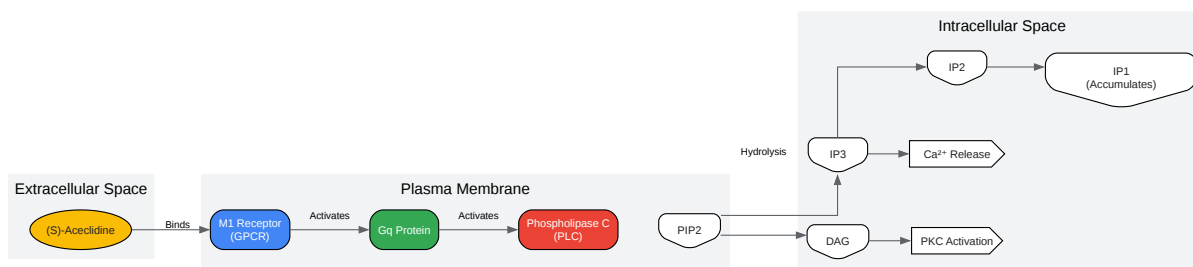 Intracellular Space
IP2
IP1
(Accumulates)
Hydrolysis
IP3
Ca²⁺ Release
Extracellular Space
Plasma Membrane
(S)-Aceclidine
Binds
M1 Receptor
(GPCR)
Activates
Gq Protein
Activates
Phospholipase C
(PLC)
PIP2
DAG
PKC Activation